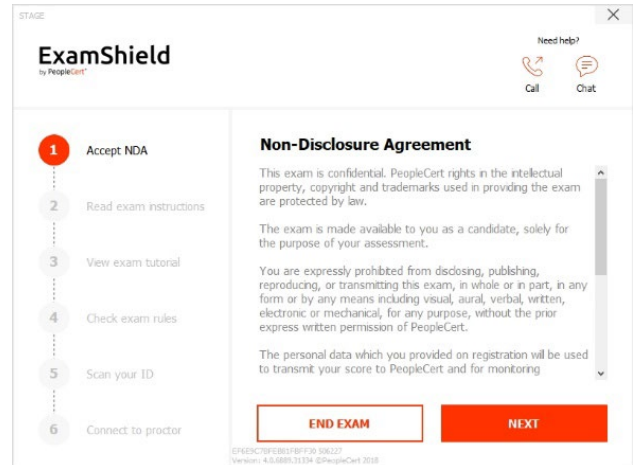 STAGE
Need help?
ExamShield
by PeopleCert
Call
Chat
1 Accept NDA
2 Read exam instructions
3 View exam tutorial
4 Check exam rules
5 Scan your ID
6 Connect to proctor
Non-Disclosure Agreement
This exam is confidential. PeopleCert rights in the intellectual
property, copyright and trademarks used in providing the exam
are protected by law.
The exam is made available to you as a candidate, solely for
the purpose of your assessment.
You are expressly prohibited from disclosing, publishing,
reproducing, or transmitting this exam, in whole or in part, in any
form or by any means including visual, aural, verbal, written,
electronic or mechanical, for any purpose, without the prior
express written permission of PeopleCert.
The personal data which you provided on registration will be used
to transmit your score to PeopleCert and for monitoring
END EXAM
NEXT
Version: 4.0.6885.31334 ©PeopleCert 2018